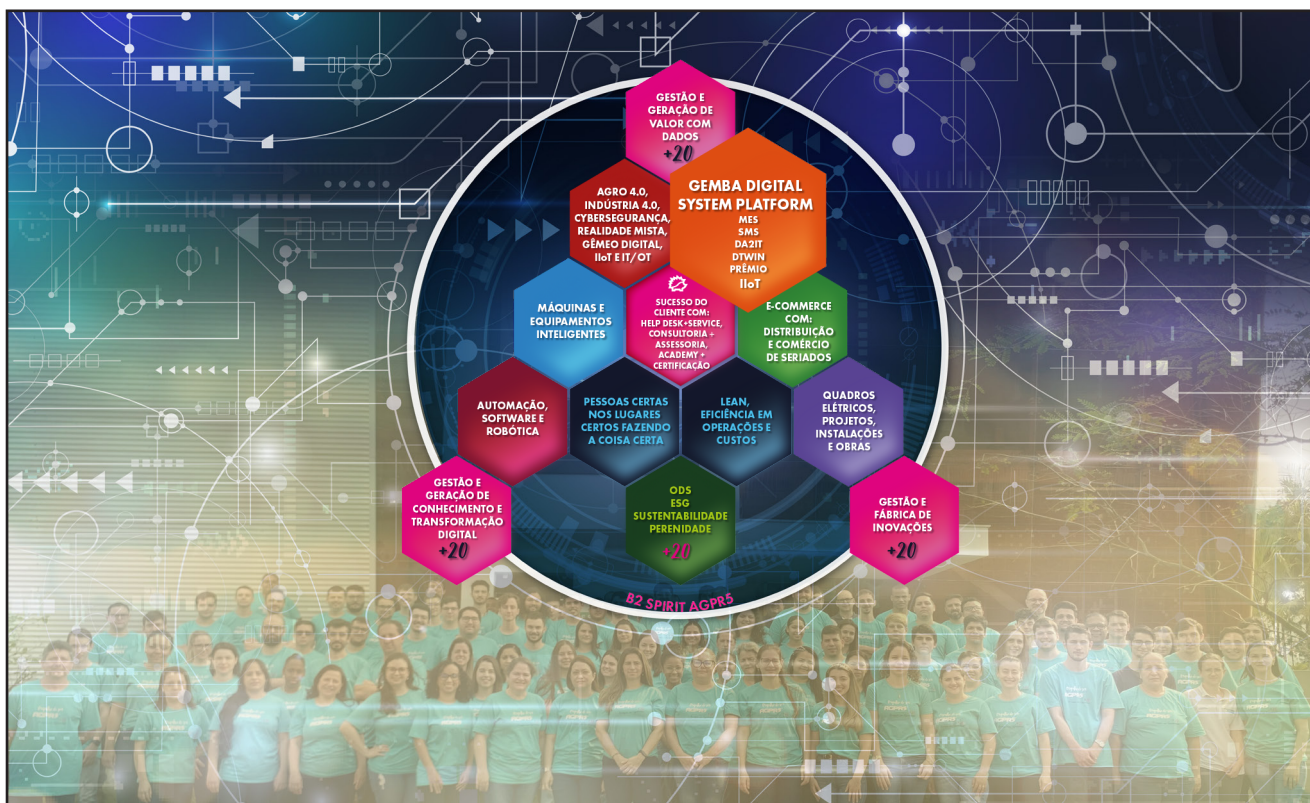 GESTÃO E
GERAÇÃO DE
VALOR COM
DADOS
+20
AGRO 4.0,
INDÚSTRIA 4.0,
CYBERSEGURANÇA,
REALIDADE MISTA,
GÊMEO DIGITAL,
IIoT E IT/OT
GEMBA DIGITAL
SYSTEM PLATFORM
MES
SMS
DA2IT
DTWIN
PRÊMIO
IIoT
MÁQUINAS E
EQUIPAMENTOS
INTELIGENTES
SUCESSO DO
CLIENTE COM:
HELP DESK+SERVICE,
CONSULTORIA +
ASSESSORIA,
ACADEMY +
CERTIFICAÇÃO
E-COMMERCE
COM:
DISTRIBUIÇÃO
E COMÉRCIO
DE SERIADOS
AUTOMAÇÃO,
SOFTWARE E
ROBÓTICA
PESSOAS CERTAS
NOS LUGARES
CERTOS FAZENDO
A COISA CERTA
LEAN,
EFICIÊNCIA EM
OPERAÇÕES E
CUSTOS
QUADROS
ELÉTRICOS,
PROJETOS,
INSTALAÇÕES
E OBRAS
GESTÃO E
GERAÇÃO DE
CONHECIMENTO E
TRANSFORMAÇÃO
DIGITAL
+20
ODS
ESG
SUSTENTABILIDADE
PERENIDADE
+20
GESTÃO E
FÁBRICA DE
INOVAÇÕES
+20
B2 SPIRIT AGPR5